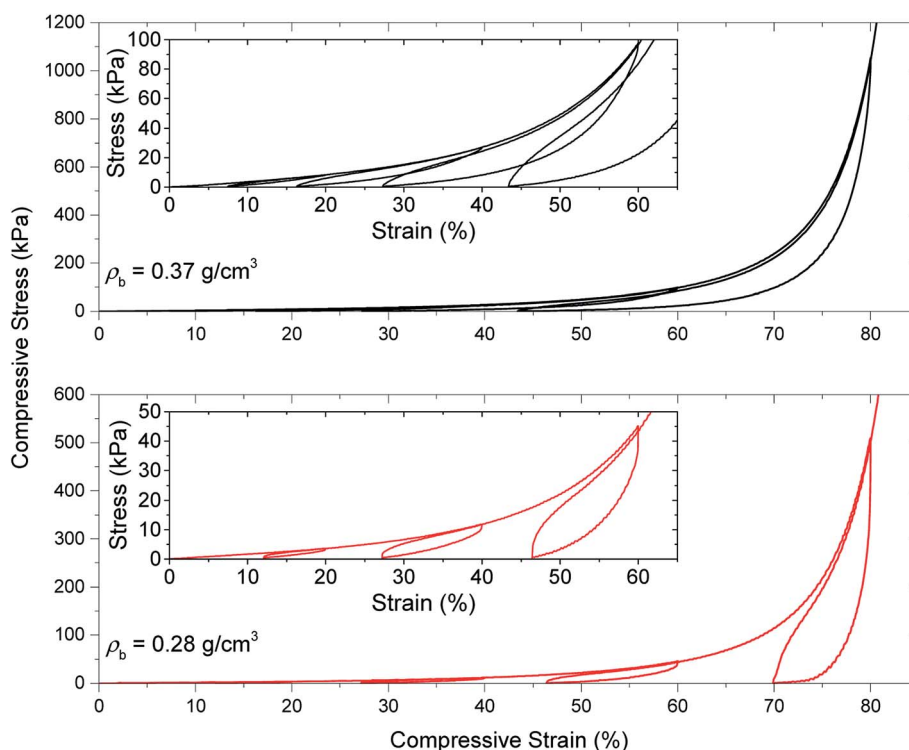 Compressive Stress (kPa)
1200
1000
800
600
400
200
0
Stress (kPa)
100
80
60
40
20
0
0 10 20 30 40 50 60
Strain (%)
ρb = 0.37 g/cm³
0 10 20 30 40 50 60 70 80
600
500
400
300
200
100
0
Stress (kPa)
50
40
30
20
10
0
0 10 20 30 40 50 60
Strain (%)
ρb = 0.28 g/cm³
0 10 20 30 40 50 60 70 80
Compressive Strain (%)